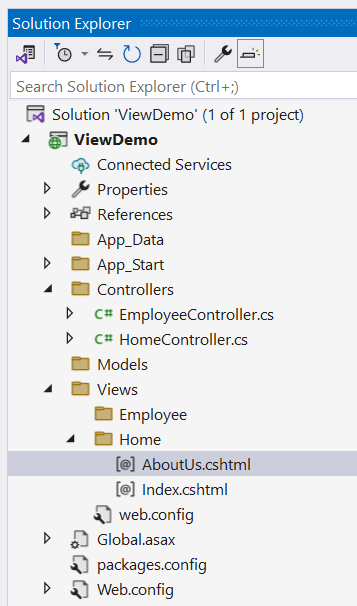 Solution Explorer
Search Solution Explorer (Ctrl+;)
Solution 'ViewDemo' (1 of 1 project)
ViewDemo
Connected Services
Properties
References
App_Data
App_Start
Controllers
C# EmployeeController.cs
C# HomeController.cs
Models
Views
Employee
Home
[@] AboutUs.cshtml
[@] Index.cshtml
web.config
Global.asax
packages.config
Web.config